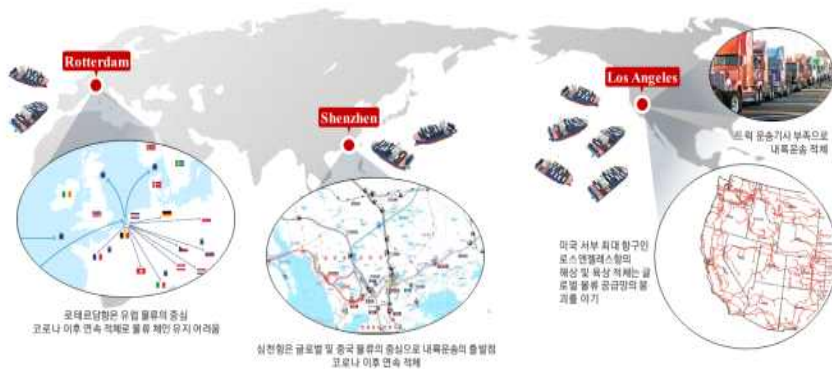 Rotterdam
Shenzhen
Los Angeles
트럭 운송기사 부족으로
내륙운송 적체
미국 서부 최대 항구인
로스앤젤레스항의
해상 및 육상 적체는 글
로벌 물류 공급망의 붕
괴를 야기
로테르담항은 유럽 물류의 중심
코로나 이후 연속 적체로 물류 체인 유지 어려움
심천항은 글로벌 및 중국 물류의 중심으로 내륙운송의 출발점
코로나 이후 연속 적체